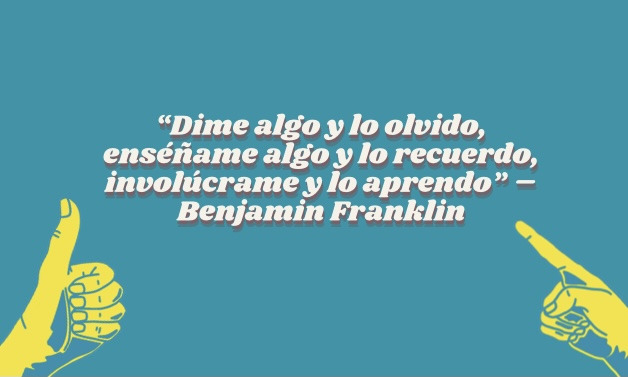 “Dime algo y lo olvido,
enséñame algo y lo recuerdo,
involúcrame y lo aprendo” —
Benjamin Franklin